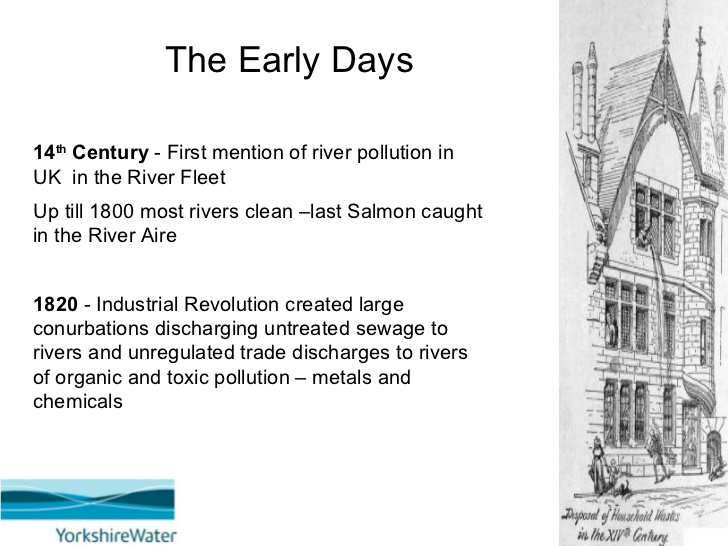 The Early Days
14th Century - First mention of river pollution in
UK  in the River Fleet
Up till 1800 most rivers clean –last Salmon caught
in the River Aire
1820 - Industrial Revolution created large
conurbations discharging untreated sewage to
rivers and unregulated trade discharges to rivers
of organic and toxic pollution – metals and
chemicals
YorkshireWater
Disposal of Household Wastes
in the XIVth Century.